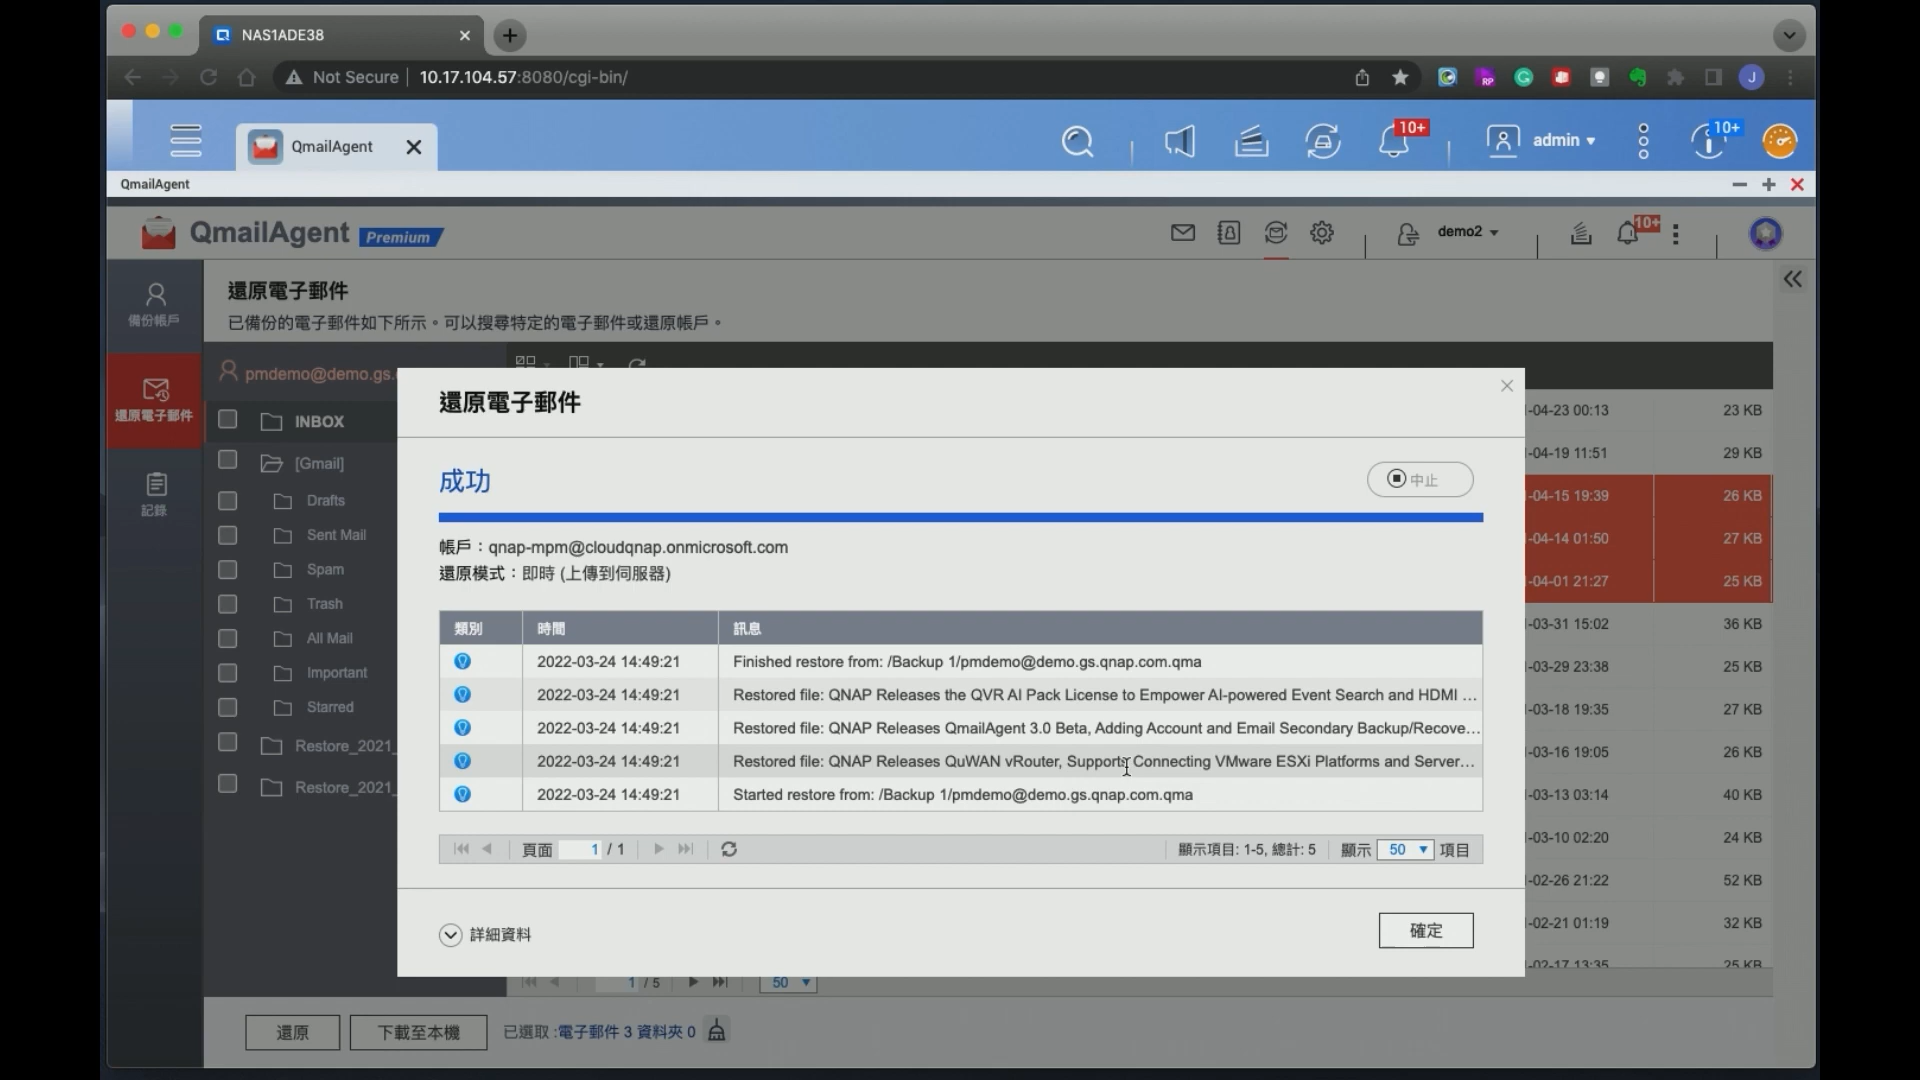 NAS1ADE38
Not Secure
10.17.104.57:8080/cgi-bin/
RP
J
QmailAgent
10+
admin
10+
QmailAgent
QmailAgent Premium
demo2
10+
備份帳戶
還原電子郵件
記錄
還原電子郵件
已備份的電子郵件如下所示。可以搜尋特定的電子郵件或還原帳戶。
pmdemo@demo.gs.
INBOX
[Gmail]
Drafts
Sent Mail
Spam
Trash
All Mail
Important
Starred
Restore_2021_
Restore_2021_
還原電子郵件
成功
中止
帳戶：qnap-mpm@cloudqnap.onmicrosoft.com
還原模式：即時 (上傳到伺服器)
類別 時間 訊息
2022-03-24 14:49:21 Finished restore from: /Backup 1/pmdemo@demo.gs.qnap.com.qma
2022-03-24 14:49:21 Restored file: QNAP Releases the QVR AI Pack License to Empower AI-powered Event Search and HDMI ...
2022-03-24 14:49:21 Restored file: QNAP Releases QmailAgent 3.0 Beta, Adding Account and Email Secondary Backup/Recove...
2022-03-24 14:49:21 Restored file: QNAP Releases QuWAN vRouter, Supports Connecting VMware ESXi Platforms and Server...
2022-03-24 14:49:21 Started restore from: /Backup 1/pmdemo@demo.gs.qnap.com.qma
頁面 1 / 1
顯示項目: 1-5, 總計: 5
顯示 50 項目
詳細資料
確定
-04-23 00:13 23 KB
-04-19 11:51 29 KB
-04-15 19:39 26 KB
-04-14 01:50 27 KB
-04-01 21:27 25 KB
-03-31 15:02 36 KB
-03-29 23:38 25 KB
-03-18 19:35 27 KB
-03-16 19:05 26 KB
-03-13 03:14 40 KB
-03-10 02:20 24 KB
-02-26 21:22 52 KB
-02-21 01:19 32 KB
-02-17 13:35 25 KB
1 / 5
50
還原
下載至本機
已選取 :電子郵件 3 資料夾 0